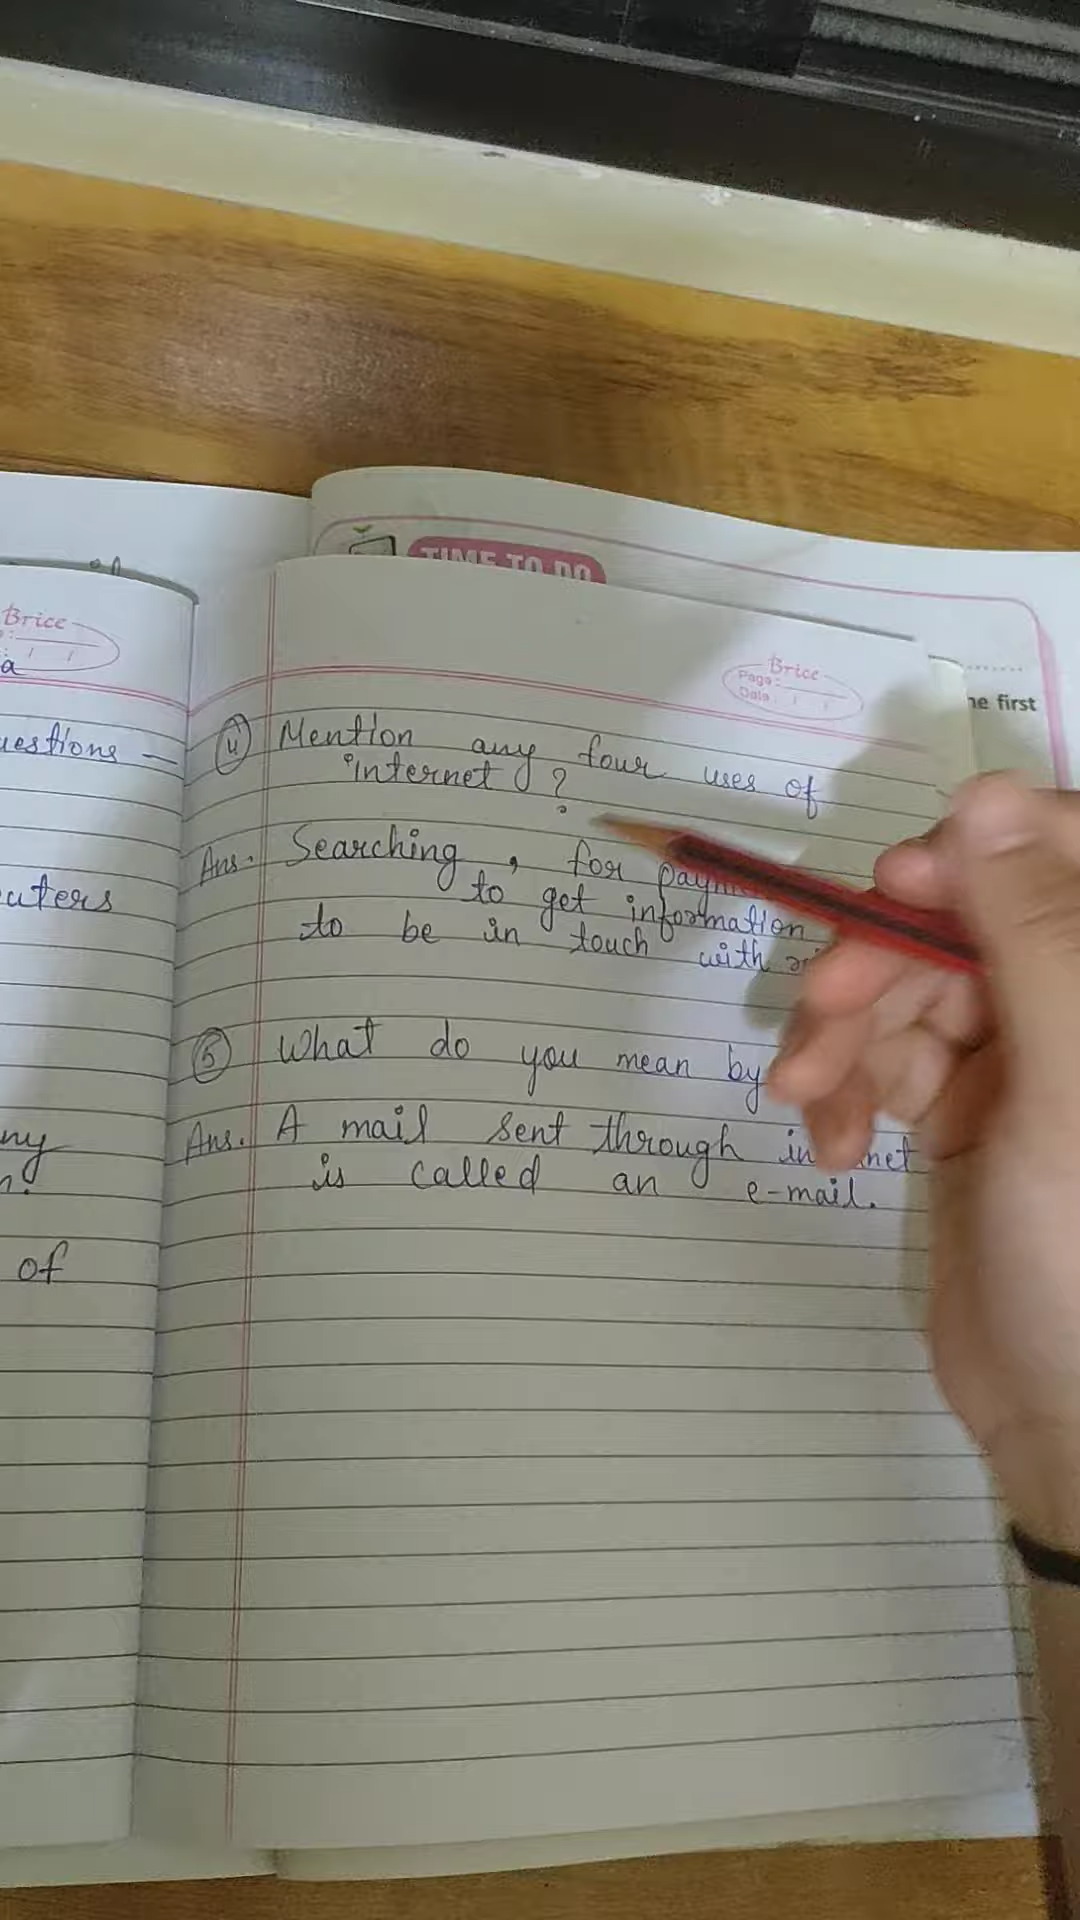 of
TIME TO DO
Brice
a
Brice
Page:
Date:
he first
uestions -
4 Mention any four uses of
internet?
Ans. Searching, for
to get information
to be in touch with
uters
5 What do you mean by
Ans. A mail sent through
is called an e-mail.
ny
of